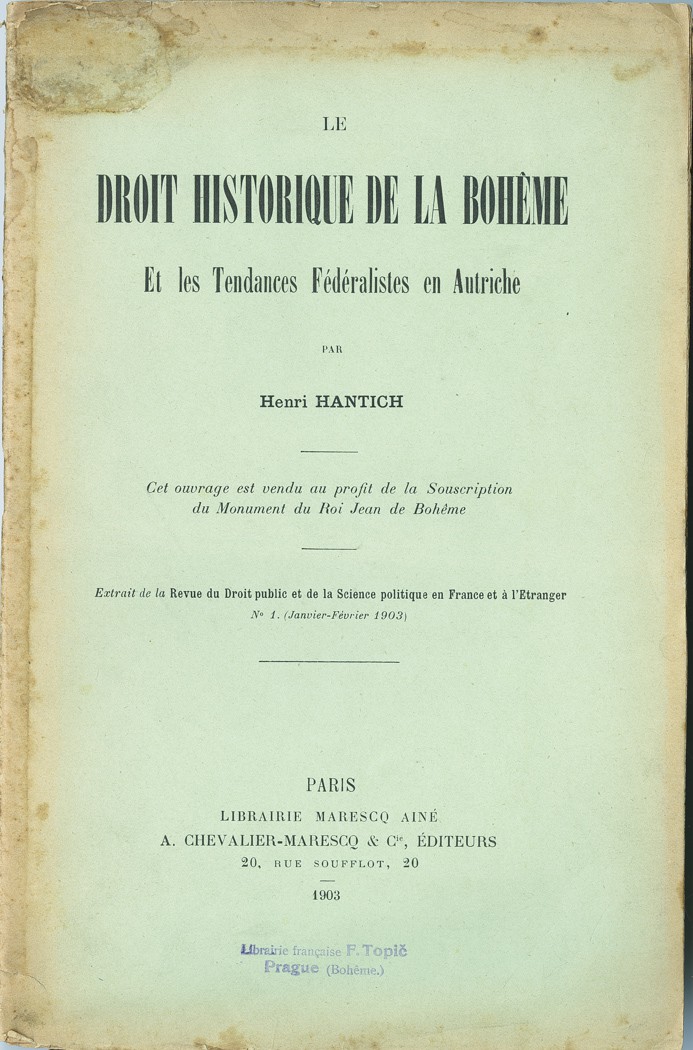 LE
DROIT HISTORIQUE DE LA BOHÊME
Et les Tendances Fédéralistes en Autriche
PAR
Henri HANTICH
Cet ouvrage est vendu au profit de la Souscription
du Monument du Roi Jean de Bohême
Extrait de la Revue du Droit public et de la Science politique en France et à l'Etranger
No 1. (Janvier-Février 1903)
PARIS
LIBRAIRIE MARESCQ AINÉ
A. CHEVALIER-MARESCQ & Cie, ÉDITEURS
20, RUE SOUFFLOT, 20
1903
Librairie française F. Topič
Prague (Bohême.)